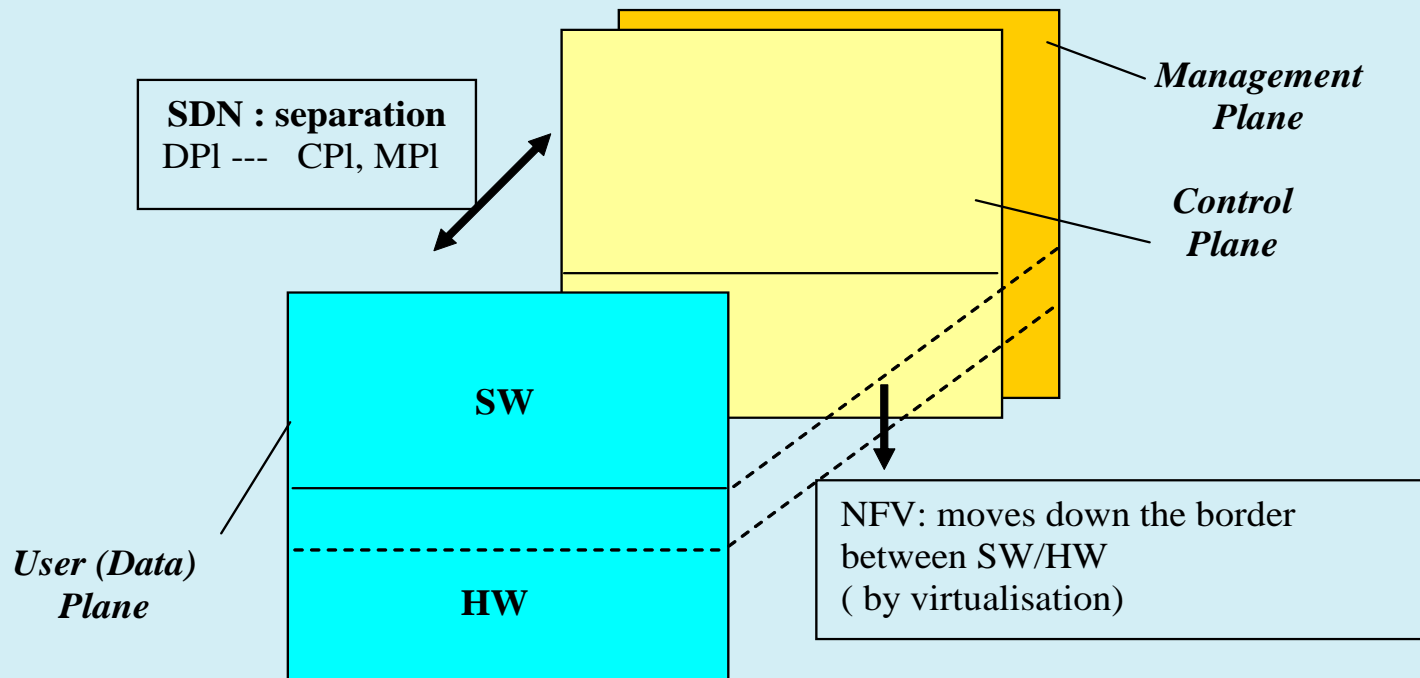 SDN : separation
DPl --- CPl, MPl
Management
Plane
Control
Plane
SW
User (Data)
Plane
HW
NFV: moves down the border
between SW/HW
( by virtualisation)